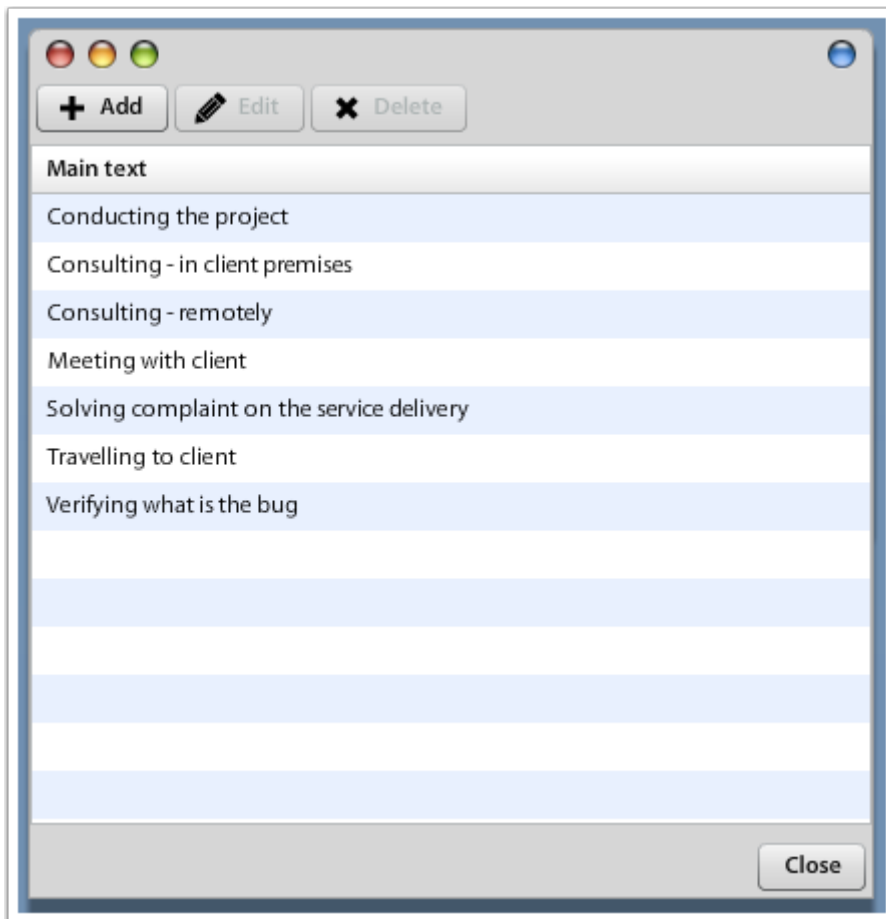 Add Edit Delete
Main text
Conducting the project
Consulting - in client premises
Consulting - remotely
Meeting with client
Solving complaint on the service delivery
Travelling to client
Verifying what is the bug
Close